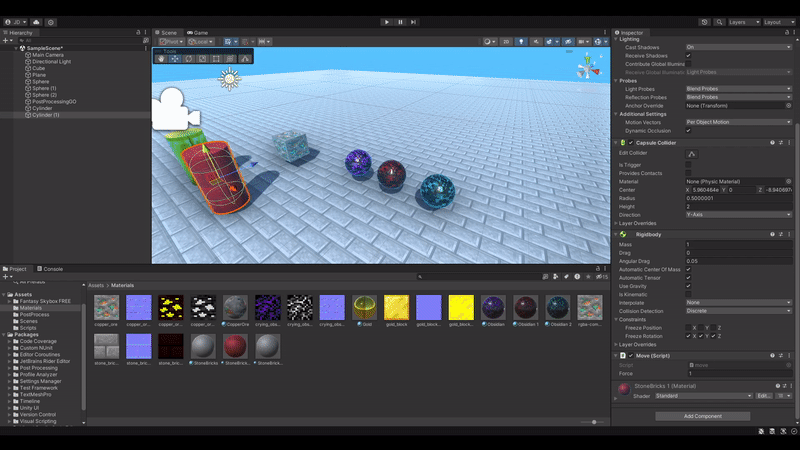 JD
Layers
Layout
Hierarchy
All
SampleScene*
Main Camera
Directional Light
Cube
Plane
Sphere
Sphere (1)
Sphere (2)
PostProcessingGO
Cylinder
Cylinder (1)
Scene
Game
Pivot
Local
2D
Tools
Inspector
Lighting
Cast Shadows
On
Receive Shadows
Contribute Global Illumin
Receive Global Illuminati
Light Probes
Probes
Light Probes
Blend Probes
Reflection Probes
Blend Probes
Anchor Override
None (Transform)
Additional Settings
Motion Vectors
Per Object Motion
Dynamic Occlusion
Capsule Collider
Edit Collider
Is Trigger
Provides Contacts
Material
None (Physic Material)
Center
X 5.960464e Y 0 Z -8.940697
Radius
0.5000001
Height
2
Direction
Y-Axis
Layer Overrides
Rigidbody
Mass
1
Drag
0
Angular Drag
0.05
Automatic Center Of Mass
Automatic Tensor
Use Gravity
Is Kinematic
Interpolate
None
Collision Detection
Discrete
Constraints
Freeze Position
X Y Z
Freeze Rotation
X Y Z
Layer Overrides
Move (Script)
Script
move
Force
1
StoneBricks 1 (Material)
Shader
Standard
Edit...
Add Component
Project
Console
15
Assets
Fantasy Skybox FREE
Materials
PostProcess
Scenes
Scripts
Packages
Code Coverage
Custom NUnit
Editor Coroutines
JetBrains Rider Editor
Post Processing
Profile Analyzer
Settings Manager
Test Framework
TextMeshPro
Timeline
Unity UI
Version Control
Visual Scripting
Assets > Materials
copper_ore
copper_or...
copper_or...
copper_or...
CopperOre
crying_obs...
crying_obs...
crying_obs...
Gold
gold_block
gold_block...
gold_block...
Obsidian
Obsidian 1
Obsidian 2
rgba-com...
stone_bric...
stone_bric...
stone_bric...
StoneBric...
StoneBric...
StoneBric...